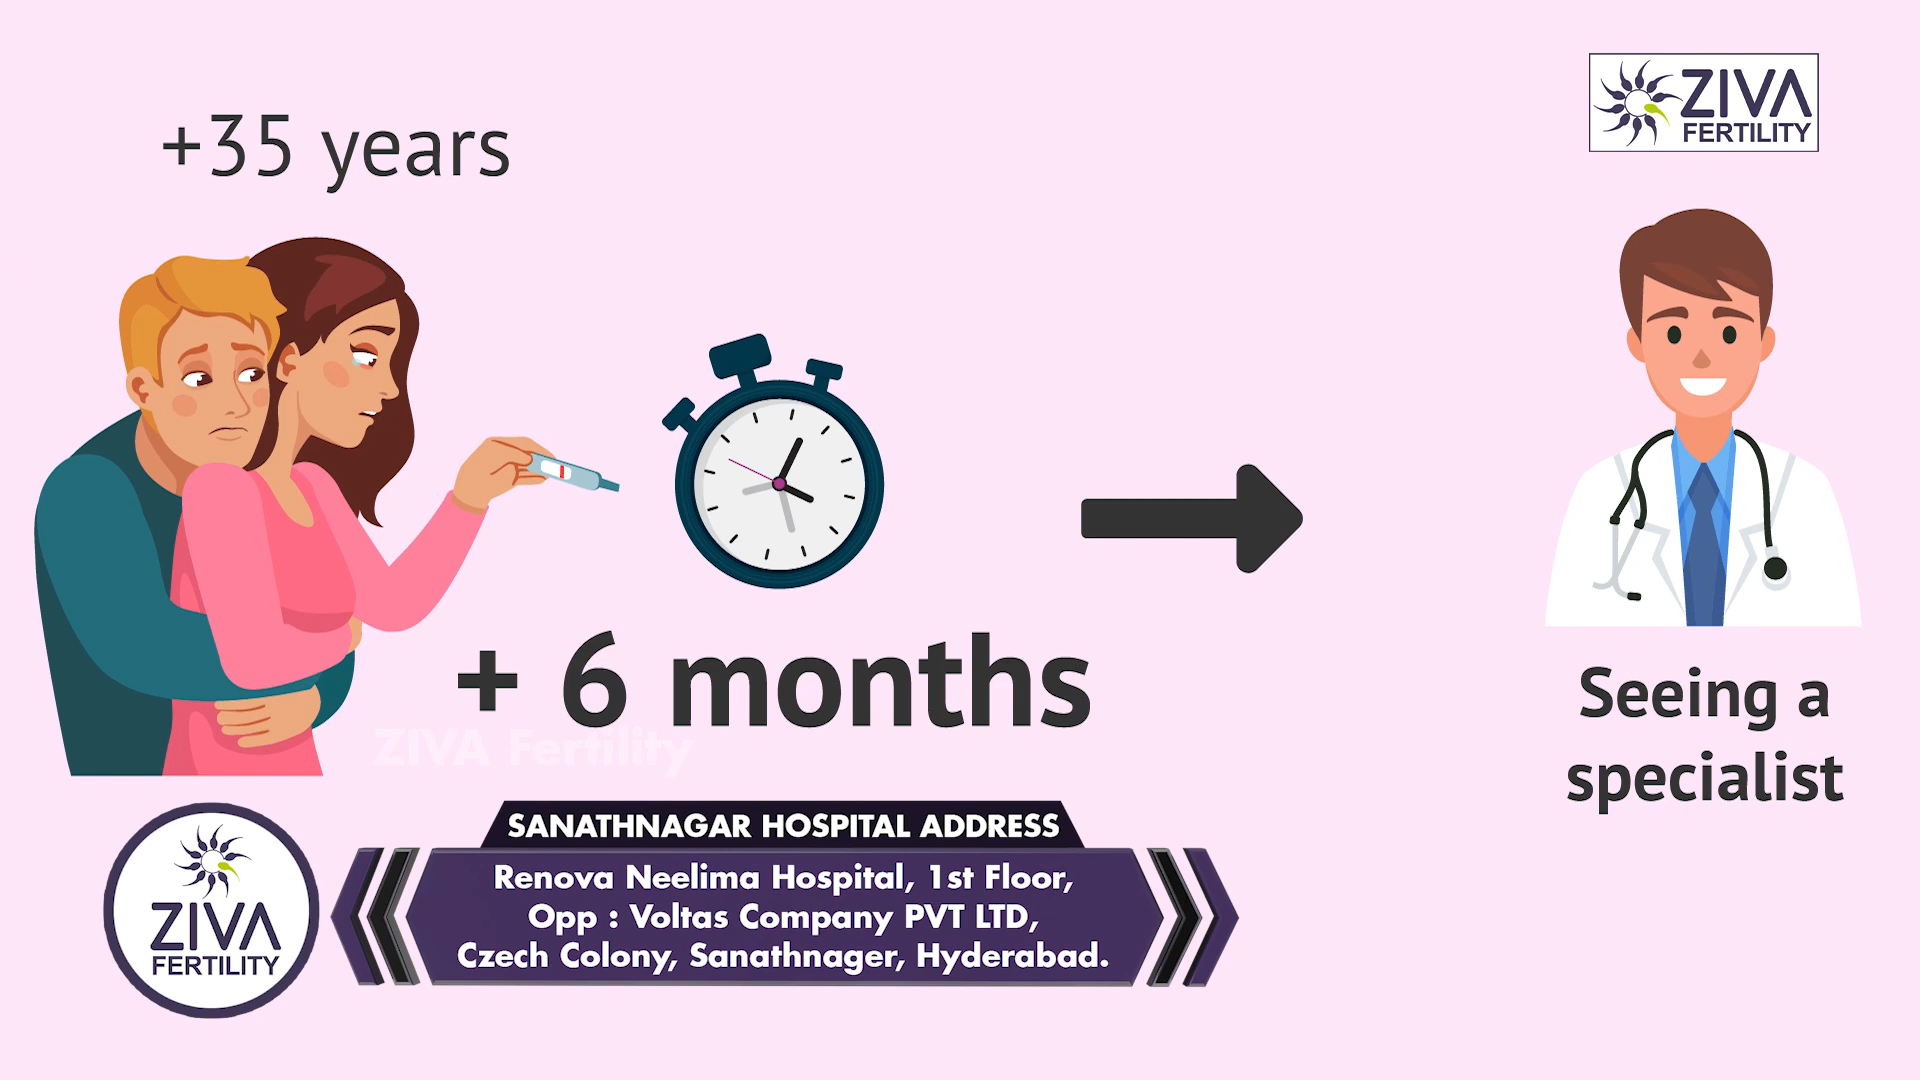 ZIVA
FERTILITY
+35 years
+ 6 months
Seeing a
specialist
ZIVA Fertility
SANATHNAGAR HOSPITAL ADDRESS
Renova Neelima Hospital, 1st Floor,
Opp : Voltas Company PVT LTD,
Czech Colony, Sanathnager, Hyderabad.
ZIVA
FERTILITY